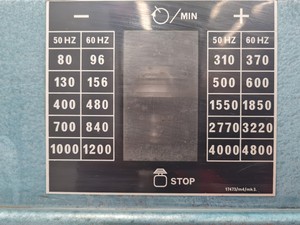 − /MIN +
50 HZ 60 HZ 50 HZ 60 HZ
80 96 310 370
130 156 500 600
400 480 1550 1850
700 840 2770 3220
1000 1200 4000 4800
STOP